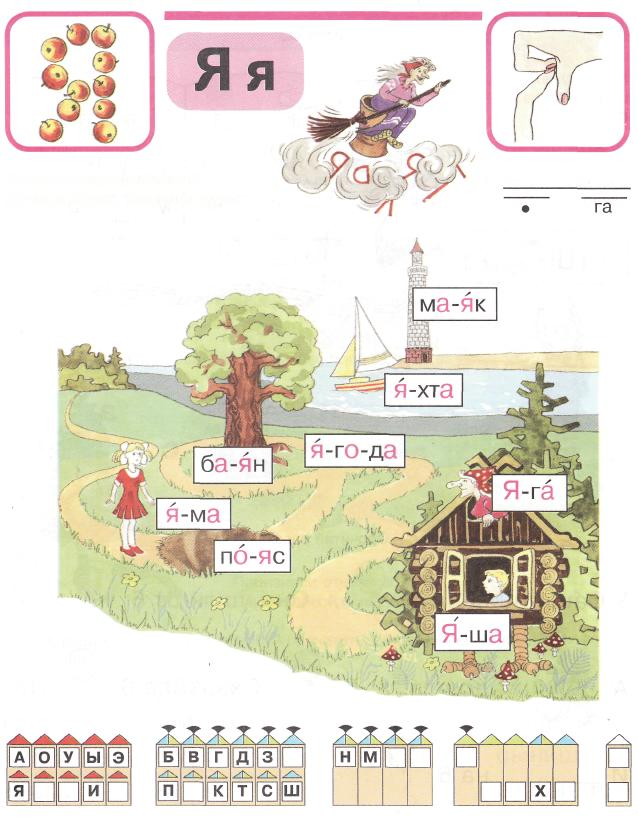 Я я
га
ма-я́к
я́-хта
ба-я́н
я́-го-да
Я-га́
я́-ма
по́-яс
Я́-ша
А О У Ы Э
Б В Г Д З
Н М
Я И
П К Т С Ш
Х